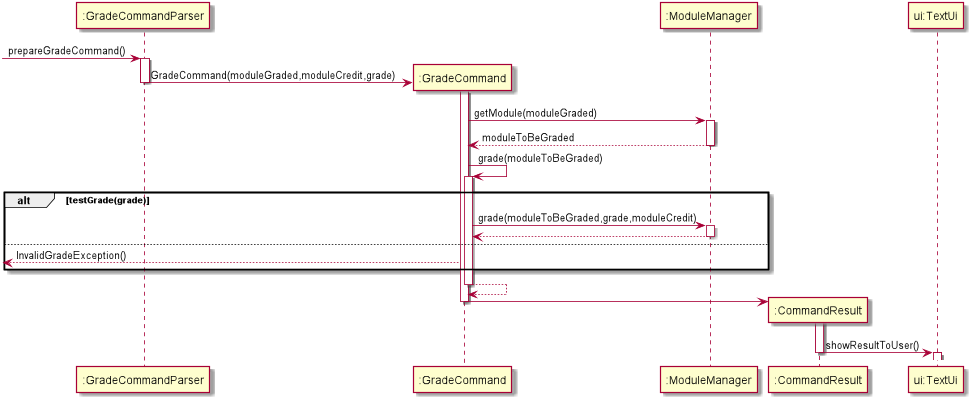 :GradeCommandParser
:ModuleManager
ui:TextUi
prepareGradeCommand()
GradeCommand(moduleGraded,moduleCredit,grade)
:GradeCommand
getModule(moduleGraded)
moduleToBeGraded
grade(moduleToBeGraded)
alt
[testGrade(grade)]
grade(moduleToBeGraded,grade,moduleCredit)
InvalidGradeException()
:CommandResult
showResultToUser()
:GradeCommandParser
:GradeCommand
:ModuleManager
:CommandResult
ui:TextUi